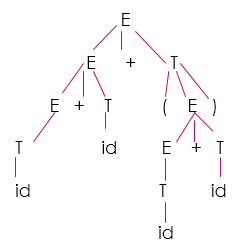 E
E + T
E + T ( E )
T id E + T
id T id
id